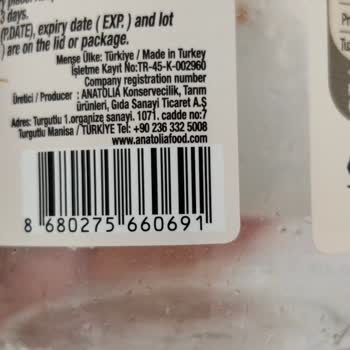 3 days.
(P.DATE), expiry date ( EXP. ) and lot
) are on the lid or package.
Menşe Ülke: Türkiye / Made in Turkey
İşletme Kayıt No:TR-45-K-002960
Company registration number
Üretici / Producer : ANATOLIA Konservecilik, Tarım
ürünleri, Gıda Sanayi Ticaret A.Ş
Adres: Turgutlu 1.organize sanayi. 1071. cadde no:7
Turgutlu Manisa / TÜRKİYE Tel: +90 236 332 5008
www.anatoliafood.com
8 680275 660691